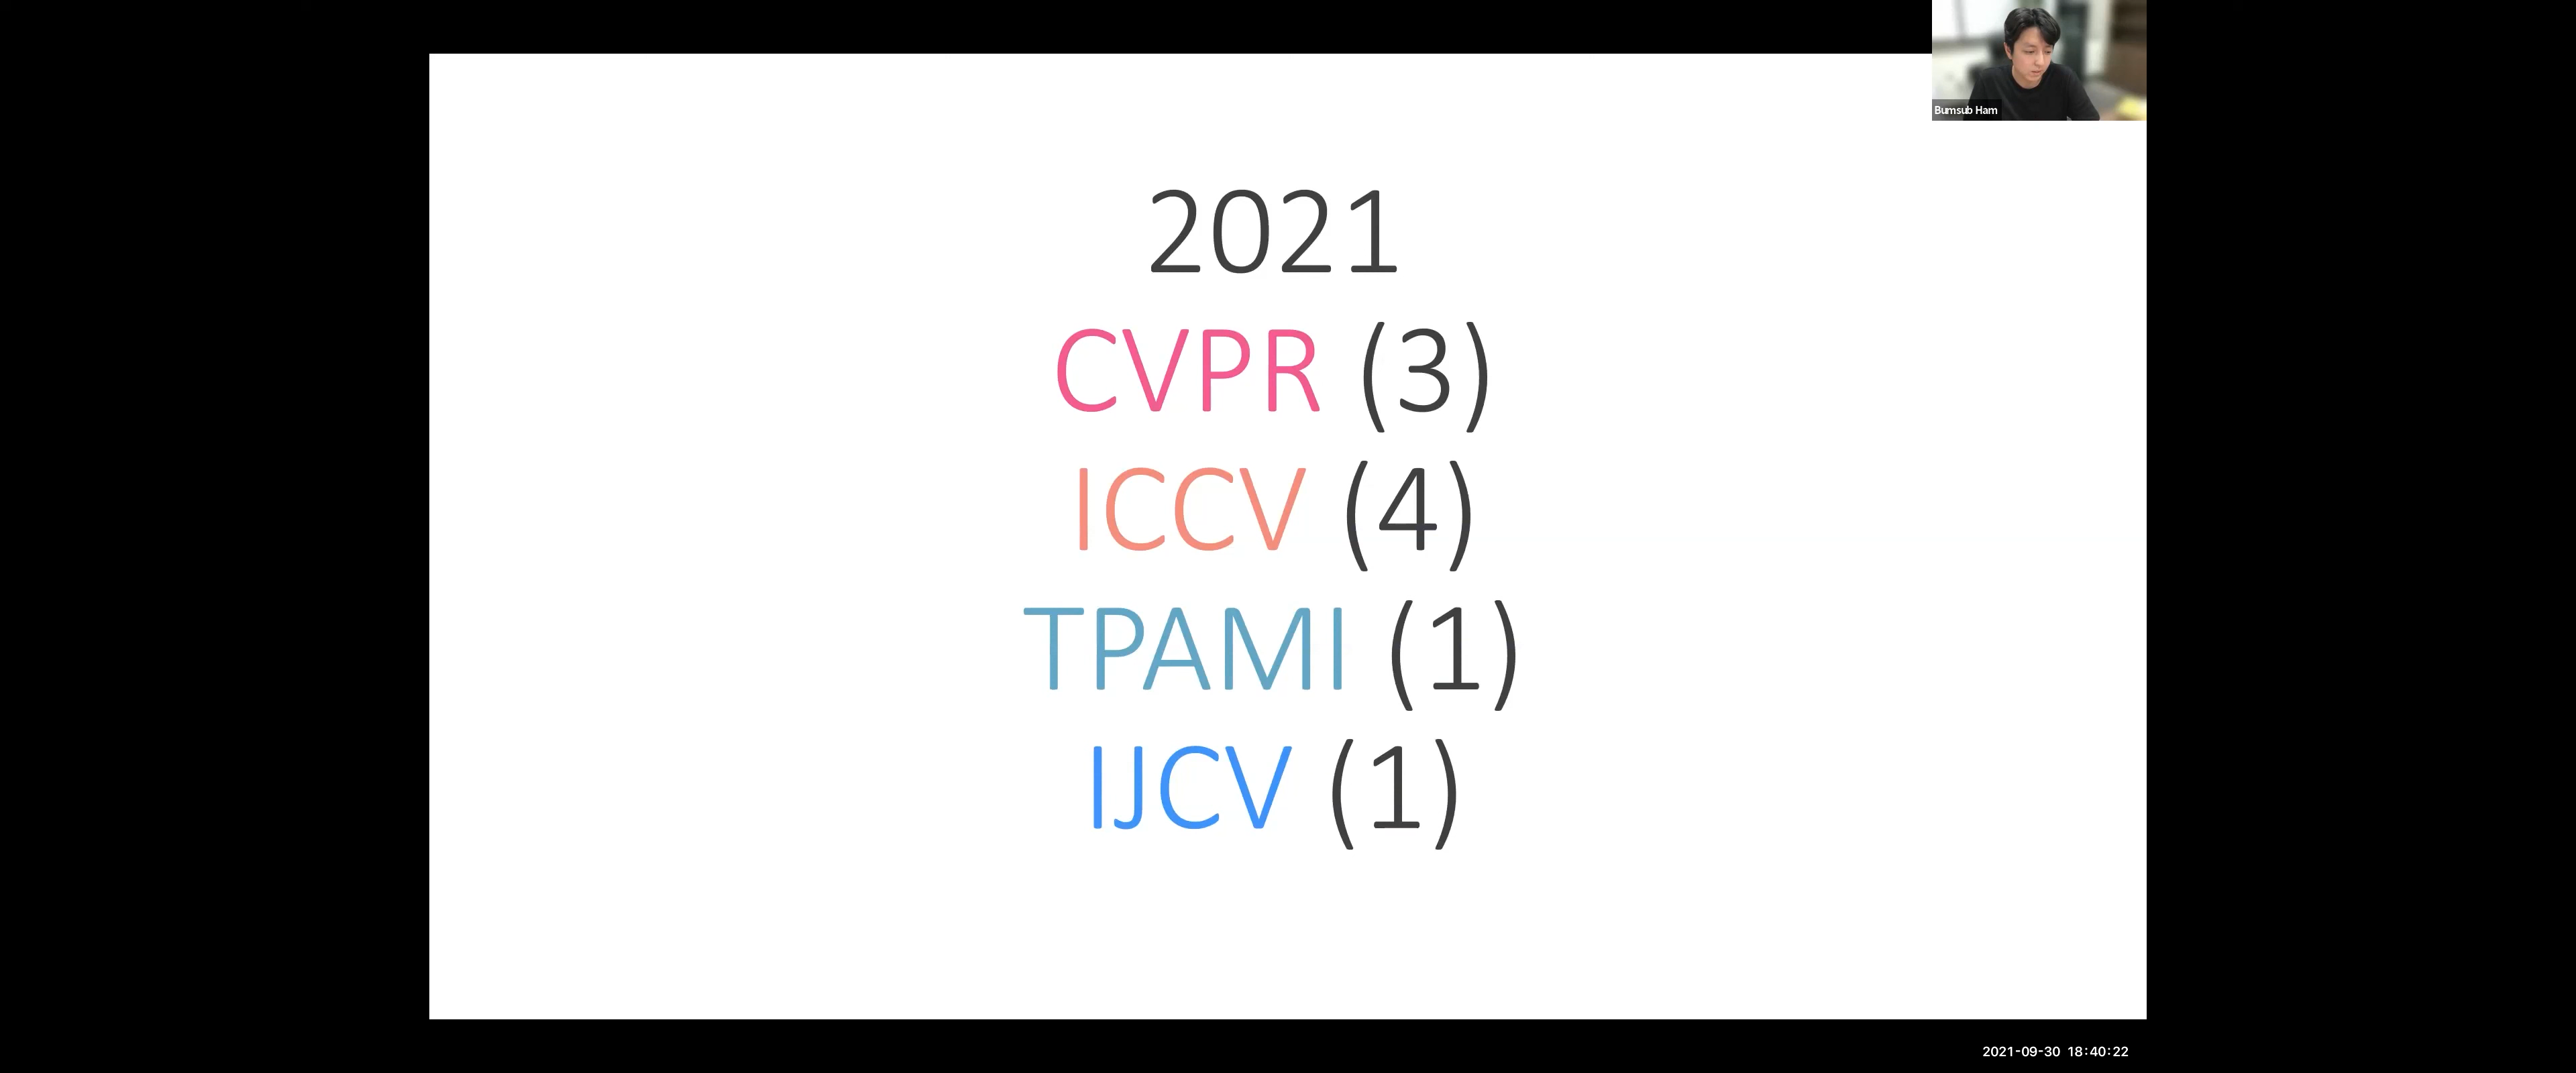 Bumsub Ham
2021
CVPR (3)
ICCV (4)
TPAMI (1)
IJCV (1)
2021-09-30 18:40:22